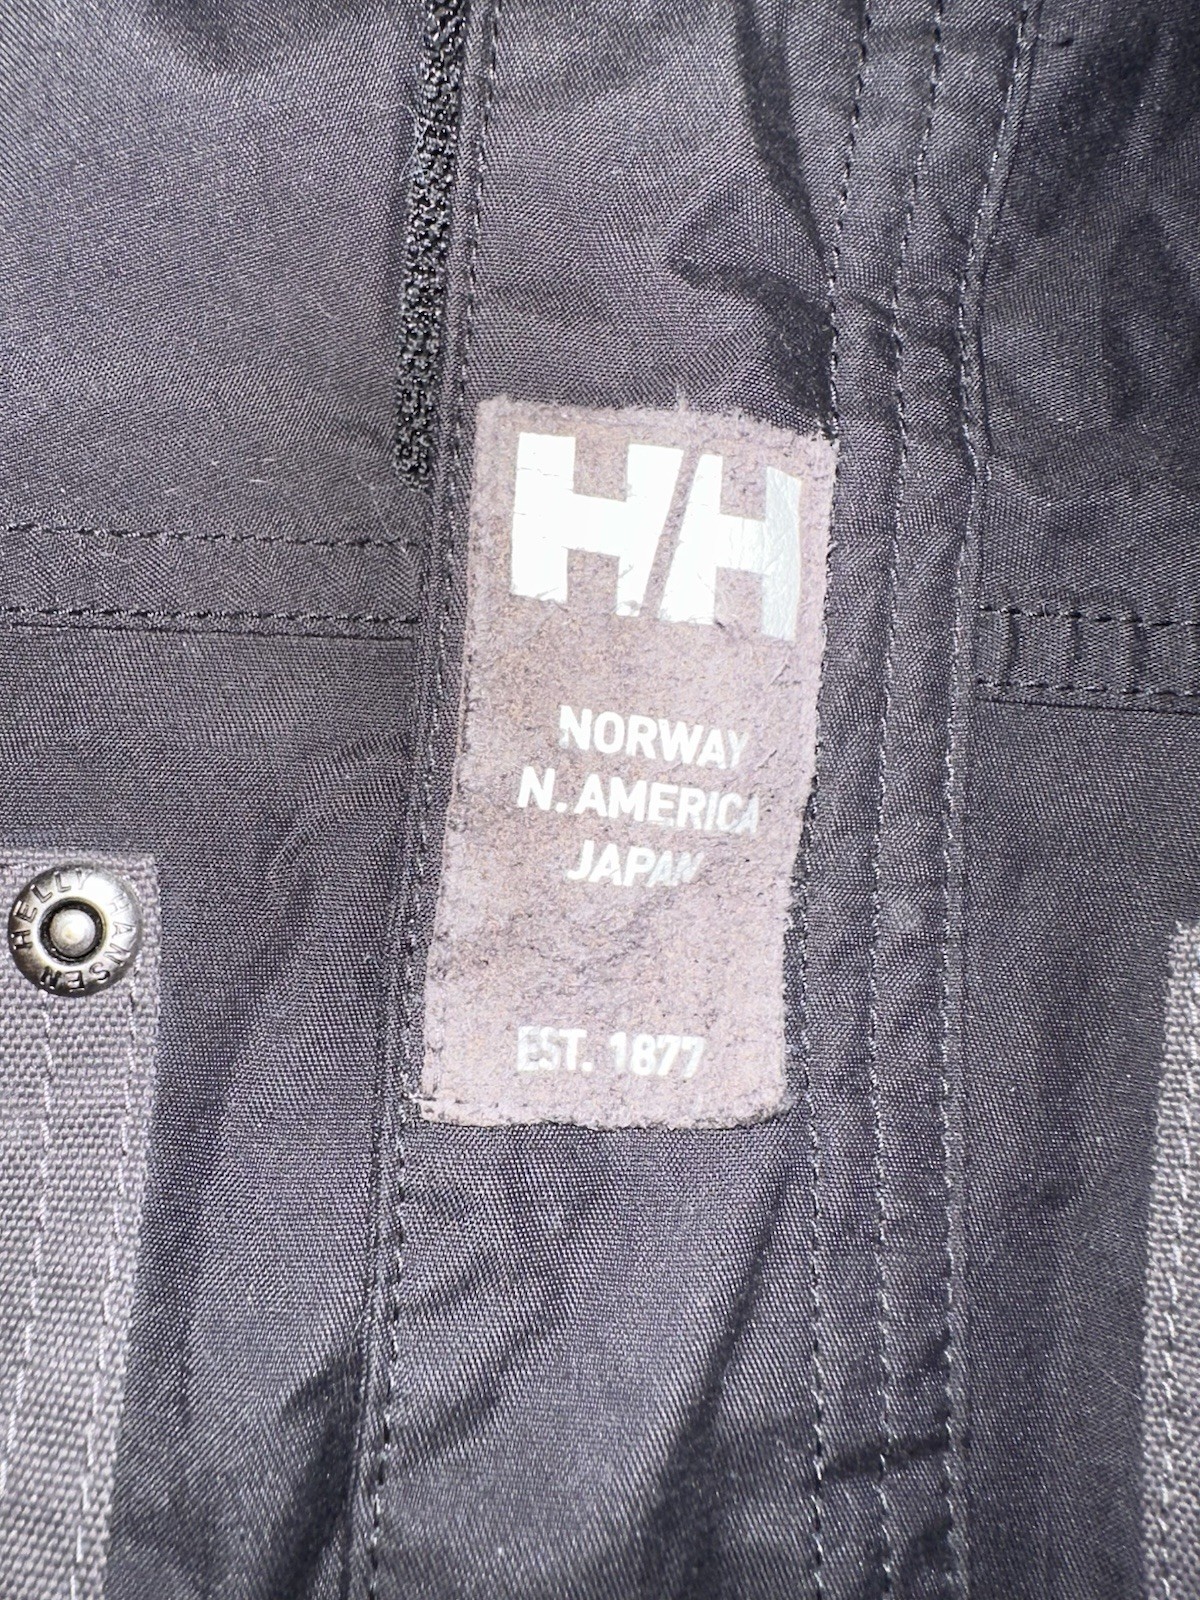 HH
NORWAY
N. AMERICA
JAPAN
EST. 1877
HELLY HANSEN